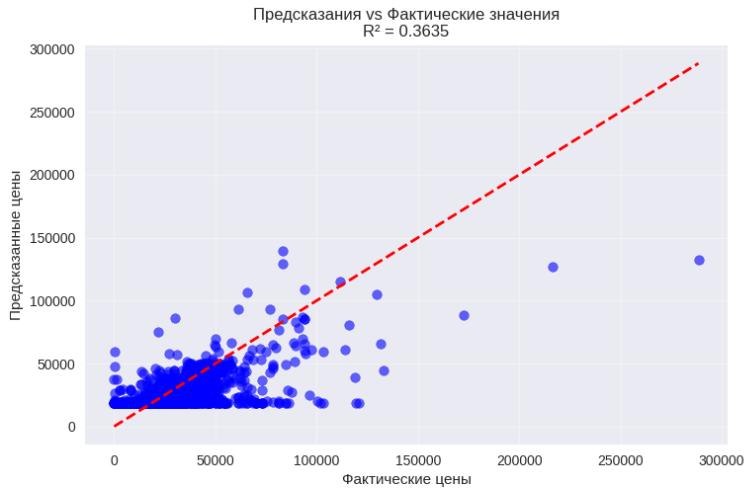 Предсказания vs Фактические значения
R² = 0.3635
300000
250000
200000
150000
100000
50000
0
Предсказанные цены
0 50000 100000 150000 200000 250000 300000
Фактические цены